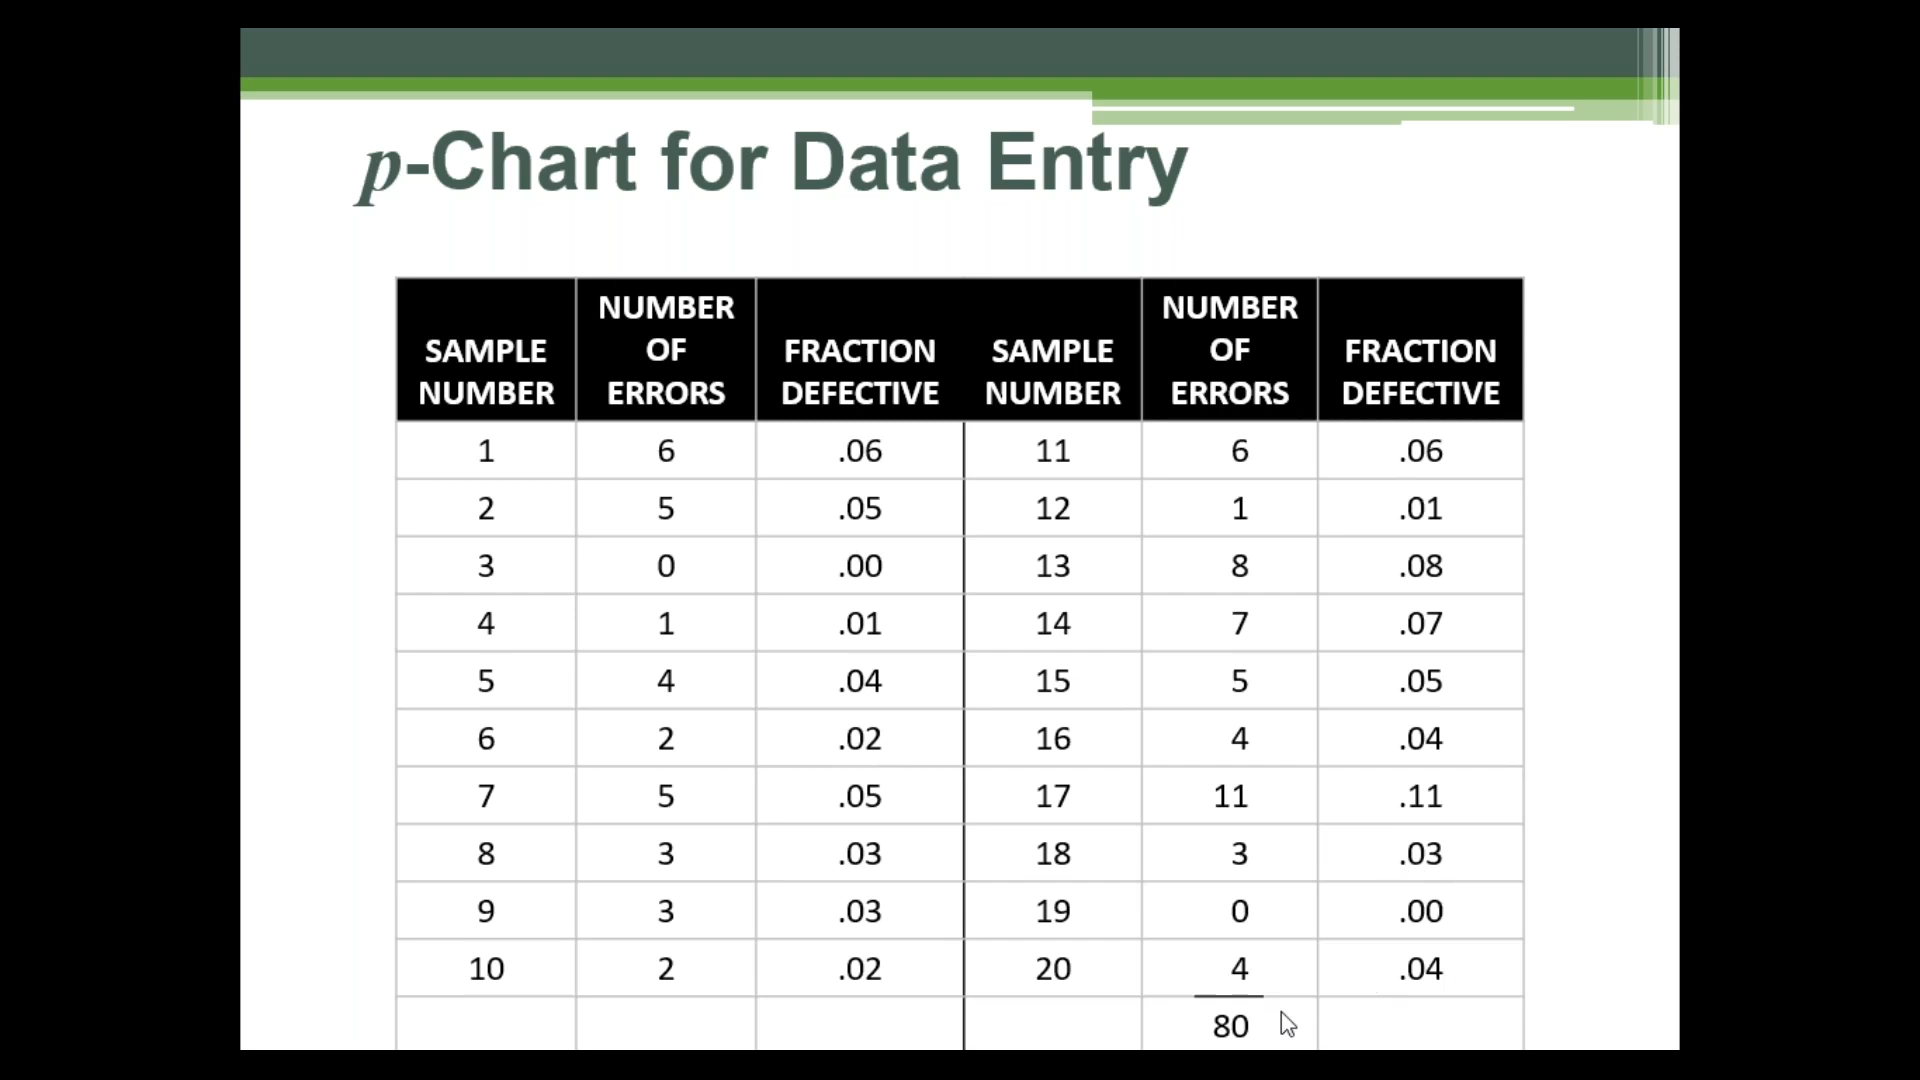 p-Chart for Data Entry
SAMPLE NUMBER NUMBER OF ERRORS FRACTION DEFECTIVE SAMPLE NUMBER NUMBER OF ERRORS FRACTION DEFECTIVE
1 6 .06 11 6 .06
2 5 .05 12 1 .01
3 0 .00 13 8 .08
4 1 .01 14 7 .07
5 4 .04 15 5 .05
6 2 .02 16 4 .04
7 5 .05 17 11 .11
8 3 .03 18 3 .03
9 3 .03 19 0 .00
10 2 .02 20 4 .04
80